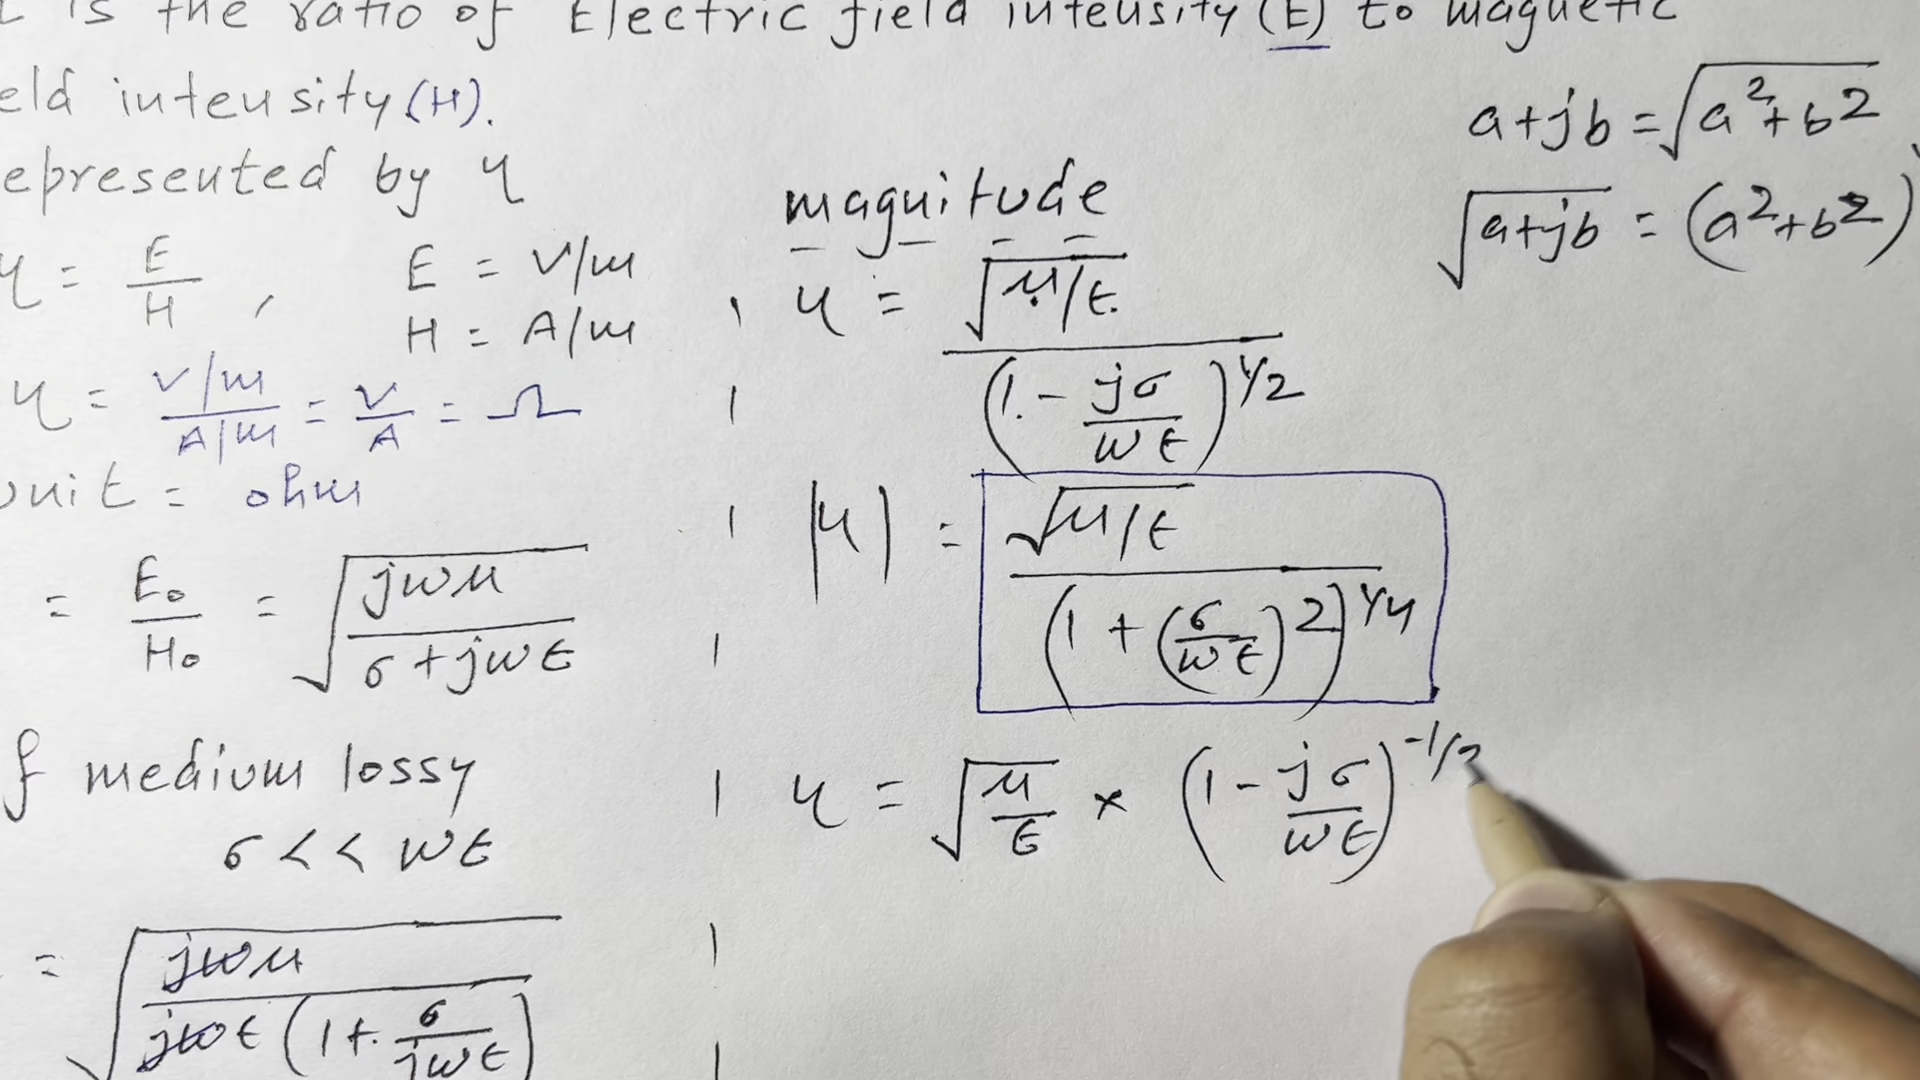 is the ratio of Electric field intensity (E) to magnetic
eld intensity (H).
epresented by η
η = E/H , E = V/m
H = A/m
η = (V/m)/(A/m) = V/A = Ω
unit = ohm
= E₀/H₀ = √(jωμ/(σ+jωε))
f medium lossy
σ << ωε
= √(jωμ/(jωε(1+σ/(jωε))))
magnitude
η = √(μ/ε)/(1-jσ/(ωε))^1/2
|η| = √(μ/ε)/(1+(σ/(ωε))²)^1/4
η = √(μ/ε) × (1-jσ/(ωε))^-1/2
a+jb = √(a²+b²)
√(a+jb) = (a²+b²)